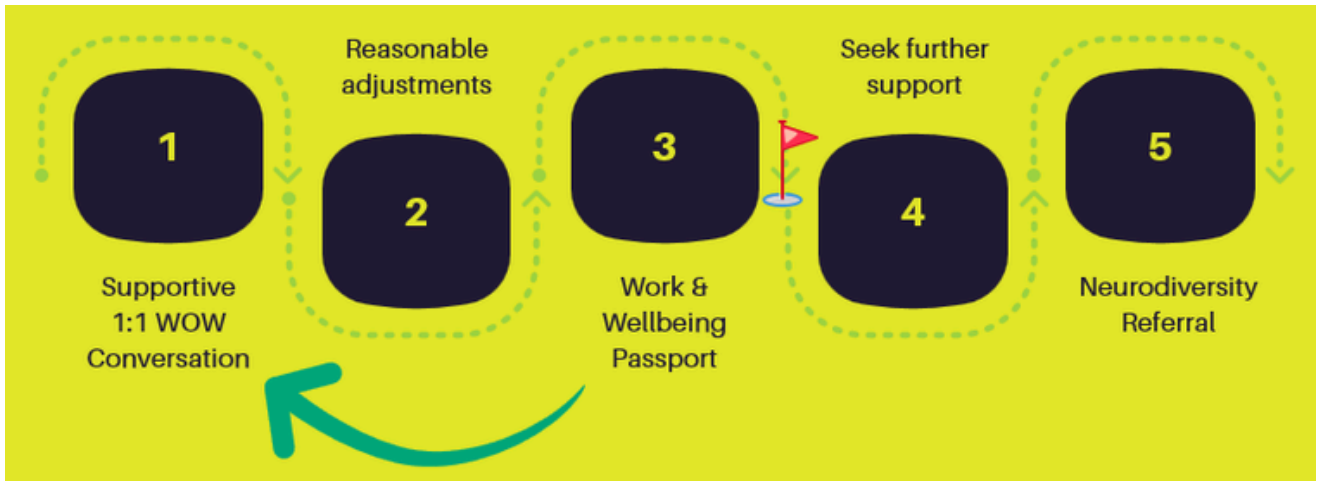 1
Supportive
1:1 WOW
Conversation
Reasonable
adjustments
2
3
Work &
Wellbeing
Passport
Seek further
support
4
5
Neurodiversity
Referral